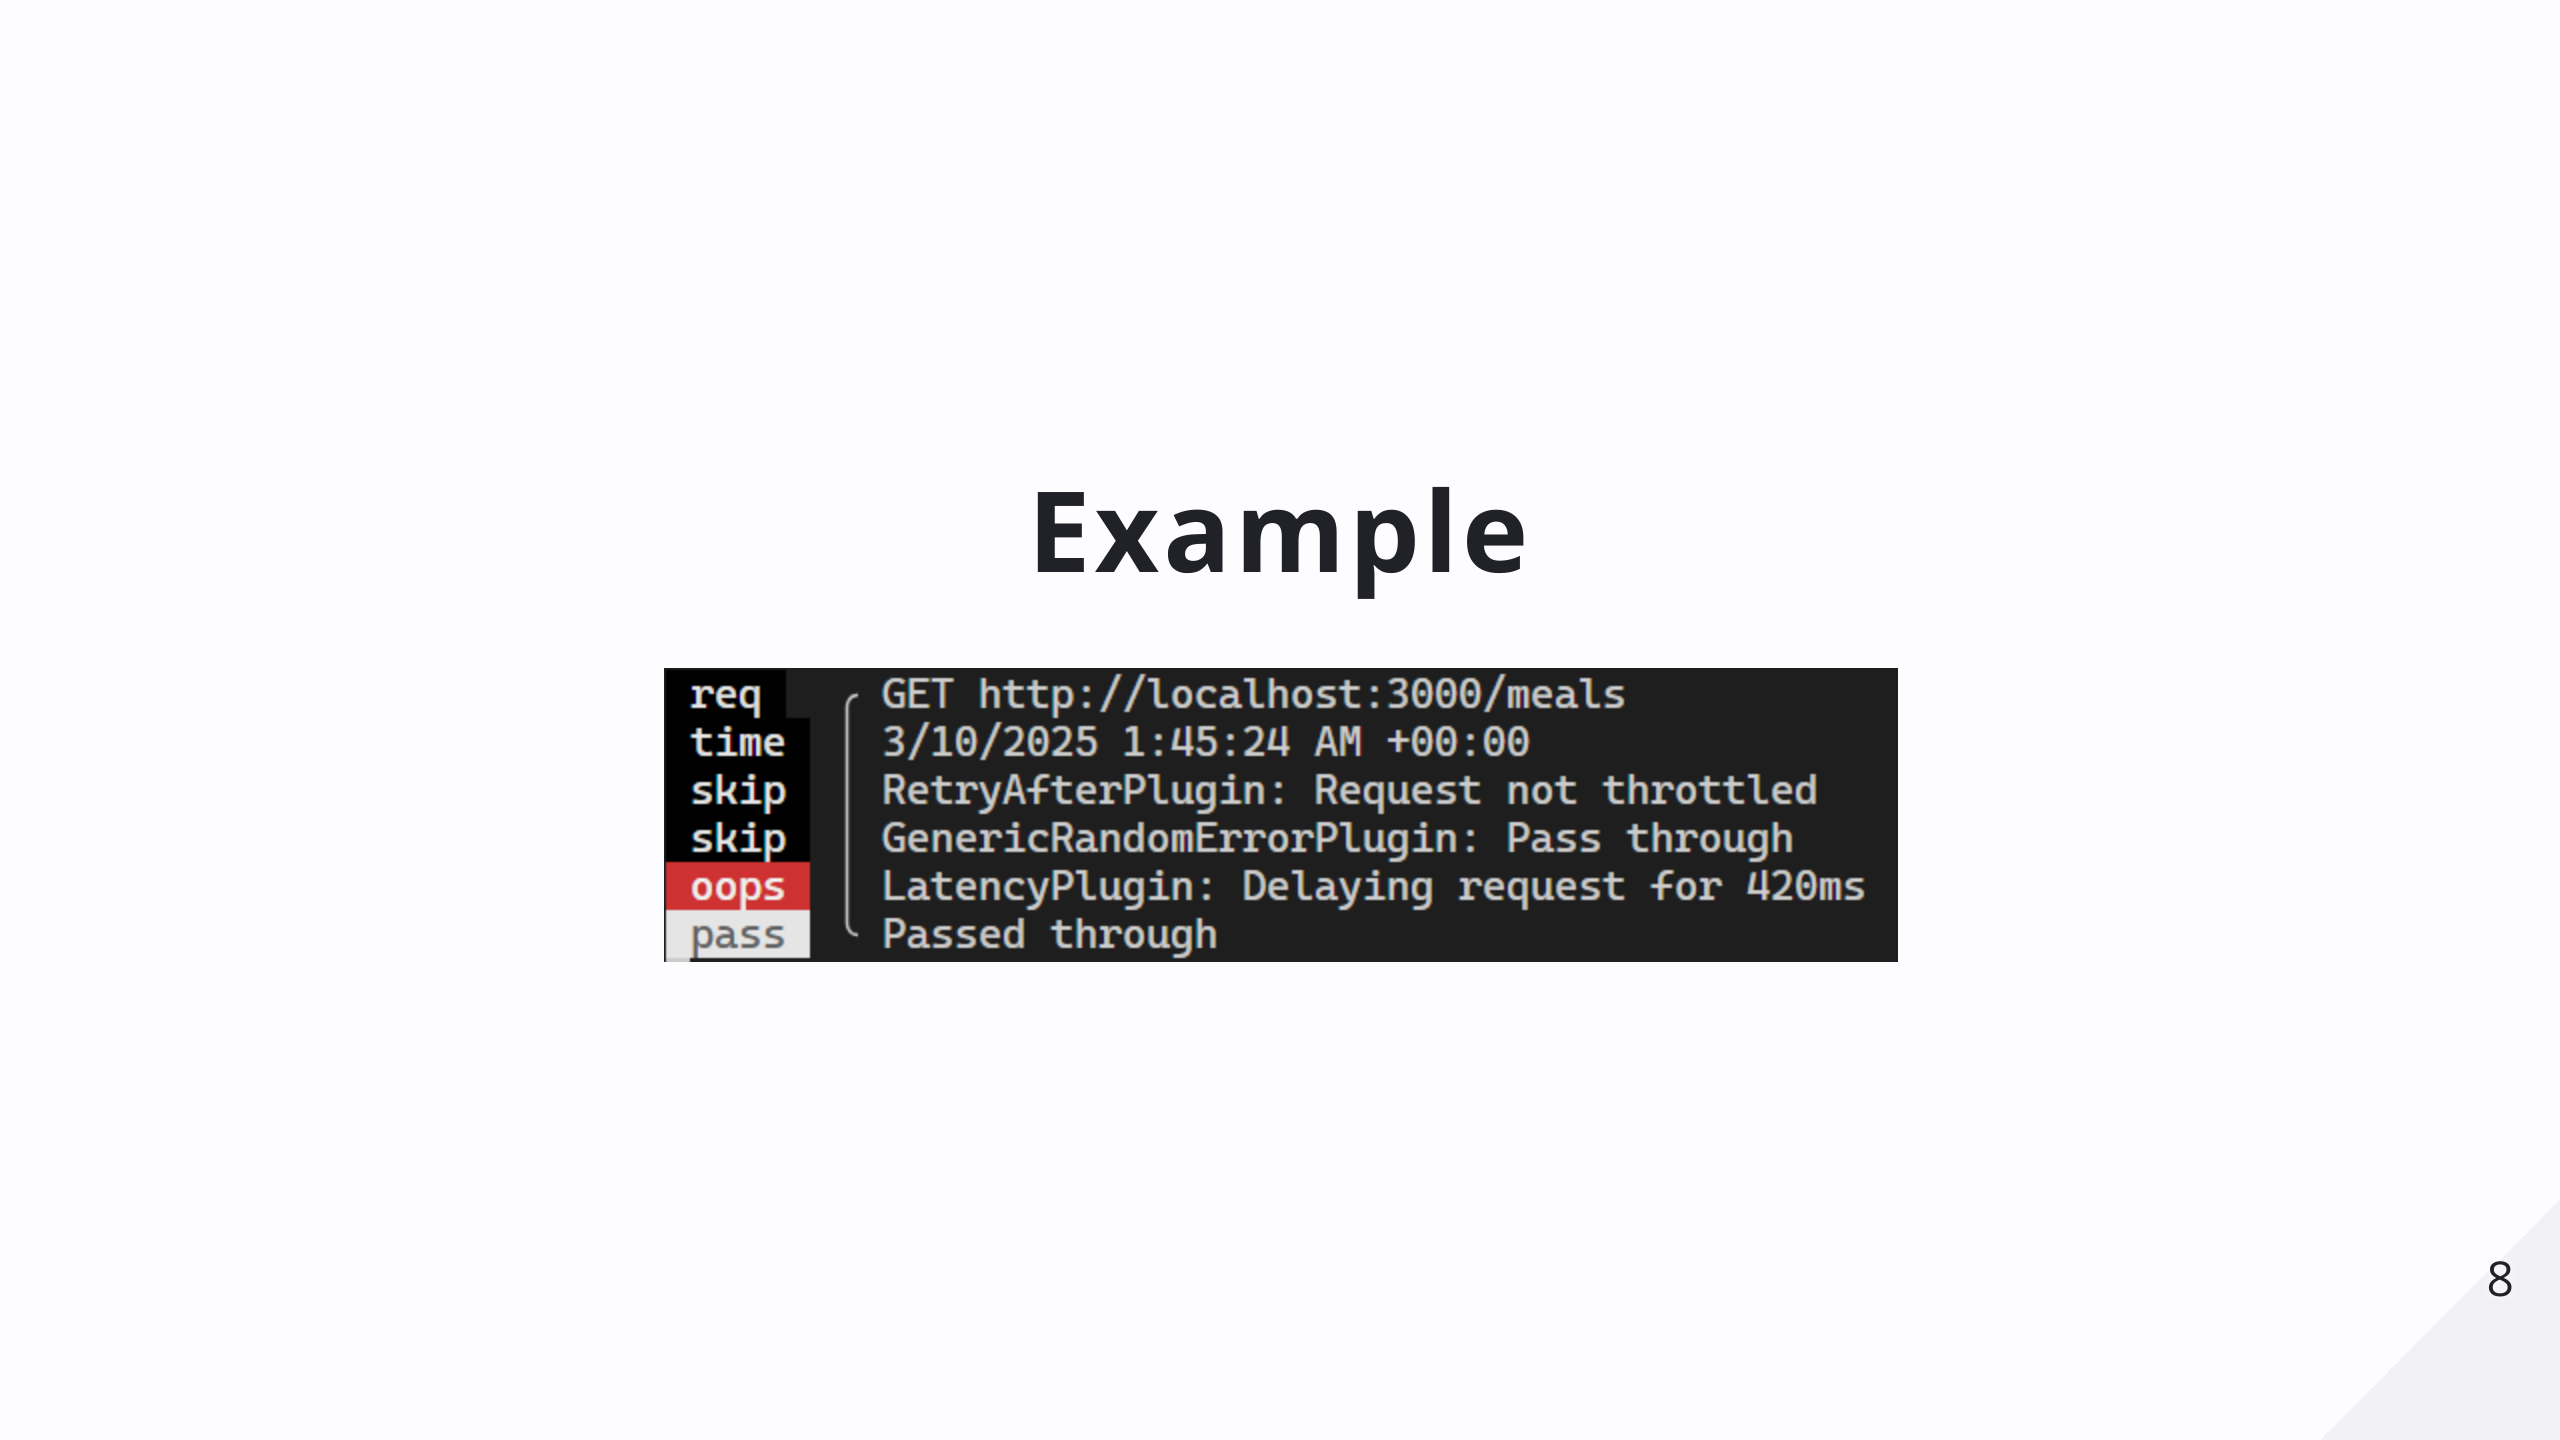 Example
req GET http://localhost:3000/meals
time 3/10/2025 1:45:24 AM +00:00
skip RetryAfterPlugin: Request not throttled
skip GenericRandomErrorPlugin: Pass through
oops LatencyPlugin: Delaying request for 420ms
pass Passed through
8